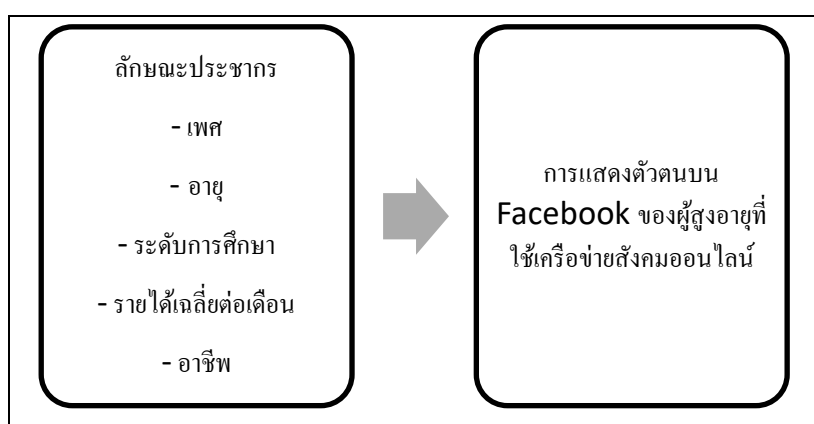 ลักษณะประชากร
- เพศ
- อายุ
- ระดับการศึกษา
- รายได้เฉลี่ยต่อเดือน
- อาชีพ
การแสดงตัวตนบน
Facebook ของผู้สูงอายุที่
ใช้เครือข่ายสังคมออนไลน์